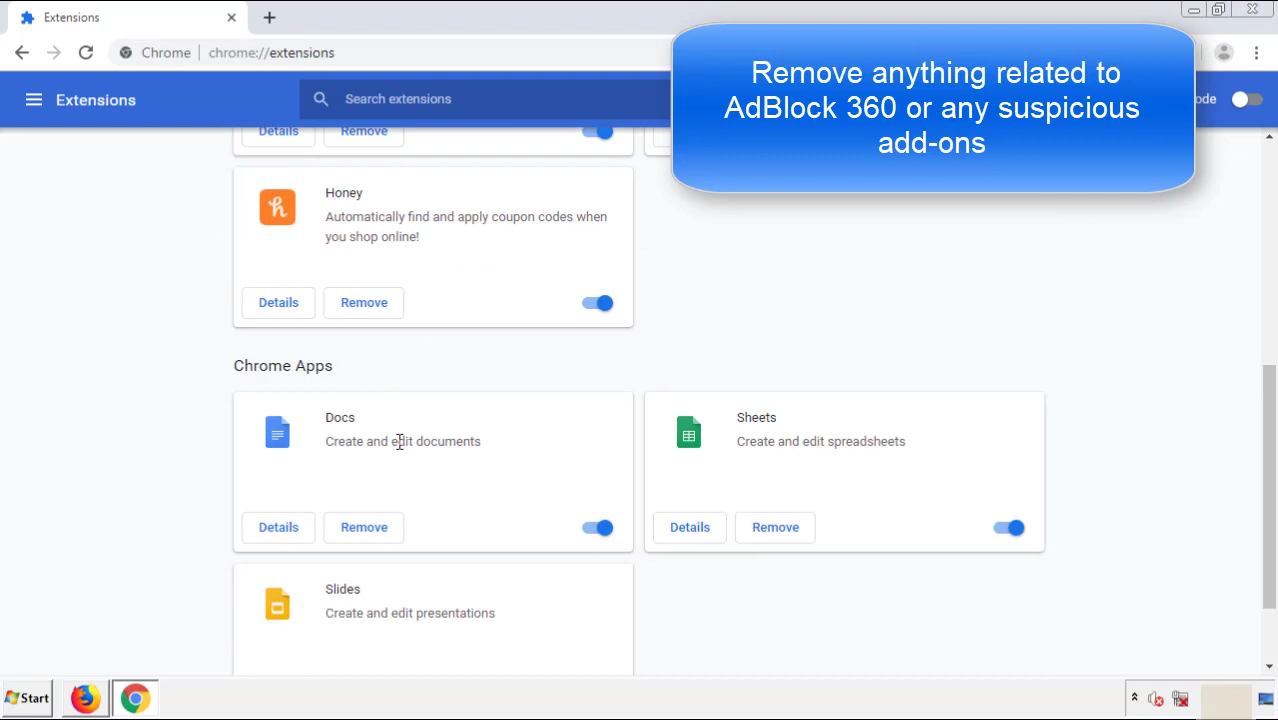 Extensions
Chrome chrome://extensions
Extensions
Search extensions
ode
Remove anything related to
AdBlock 360 or any suspicious
add-ons
Details Remove
Honey
Automatically find and apply coupon codes when
you shop online!
Details Remove
Chrome Apps
Docs
Create and edit documents
Details Remove
Sheets
Create and edit spreadsheets
Details Remove
Slides
Create and edit presentations
Start